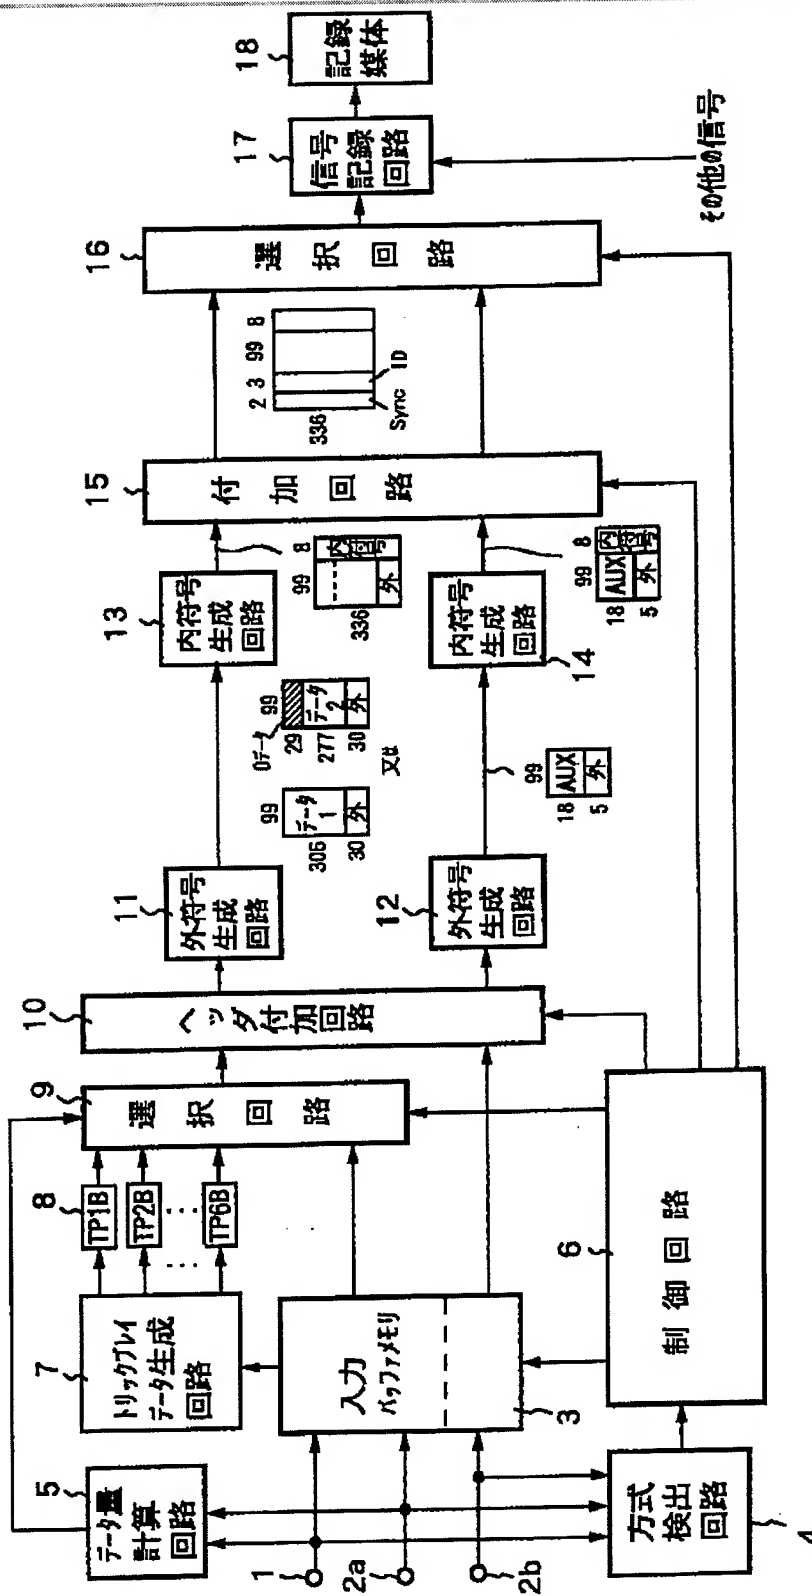 1
2a
2b
5
データ量
計算
回路
方式
検出
回路
4
7
トリックプレイ
データ生成
回路
入力
バッファメモリ
3
8
TP1B
TP2B
TP6B
6
制御回路
9
選択回路
10
ヘッダ付加回路
11
外符号
生成
回路
12
外符号
生成
回路
99
306
データ
1
30
外
又は
0データ
99
29
277
データ
2
30
外
99
18
AUX
5
外
13
内符号
生成
回路
14
内符号
生成
回路
99
8
内符号
336
外
99
8
18
AUX
内符号
5
外
15
付加回路
2
3
99
8
336
Sync
ID
16
選択回路
17
信号
記録
回路
その他の信号
18
記録
媒体